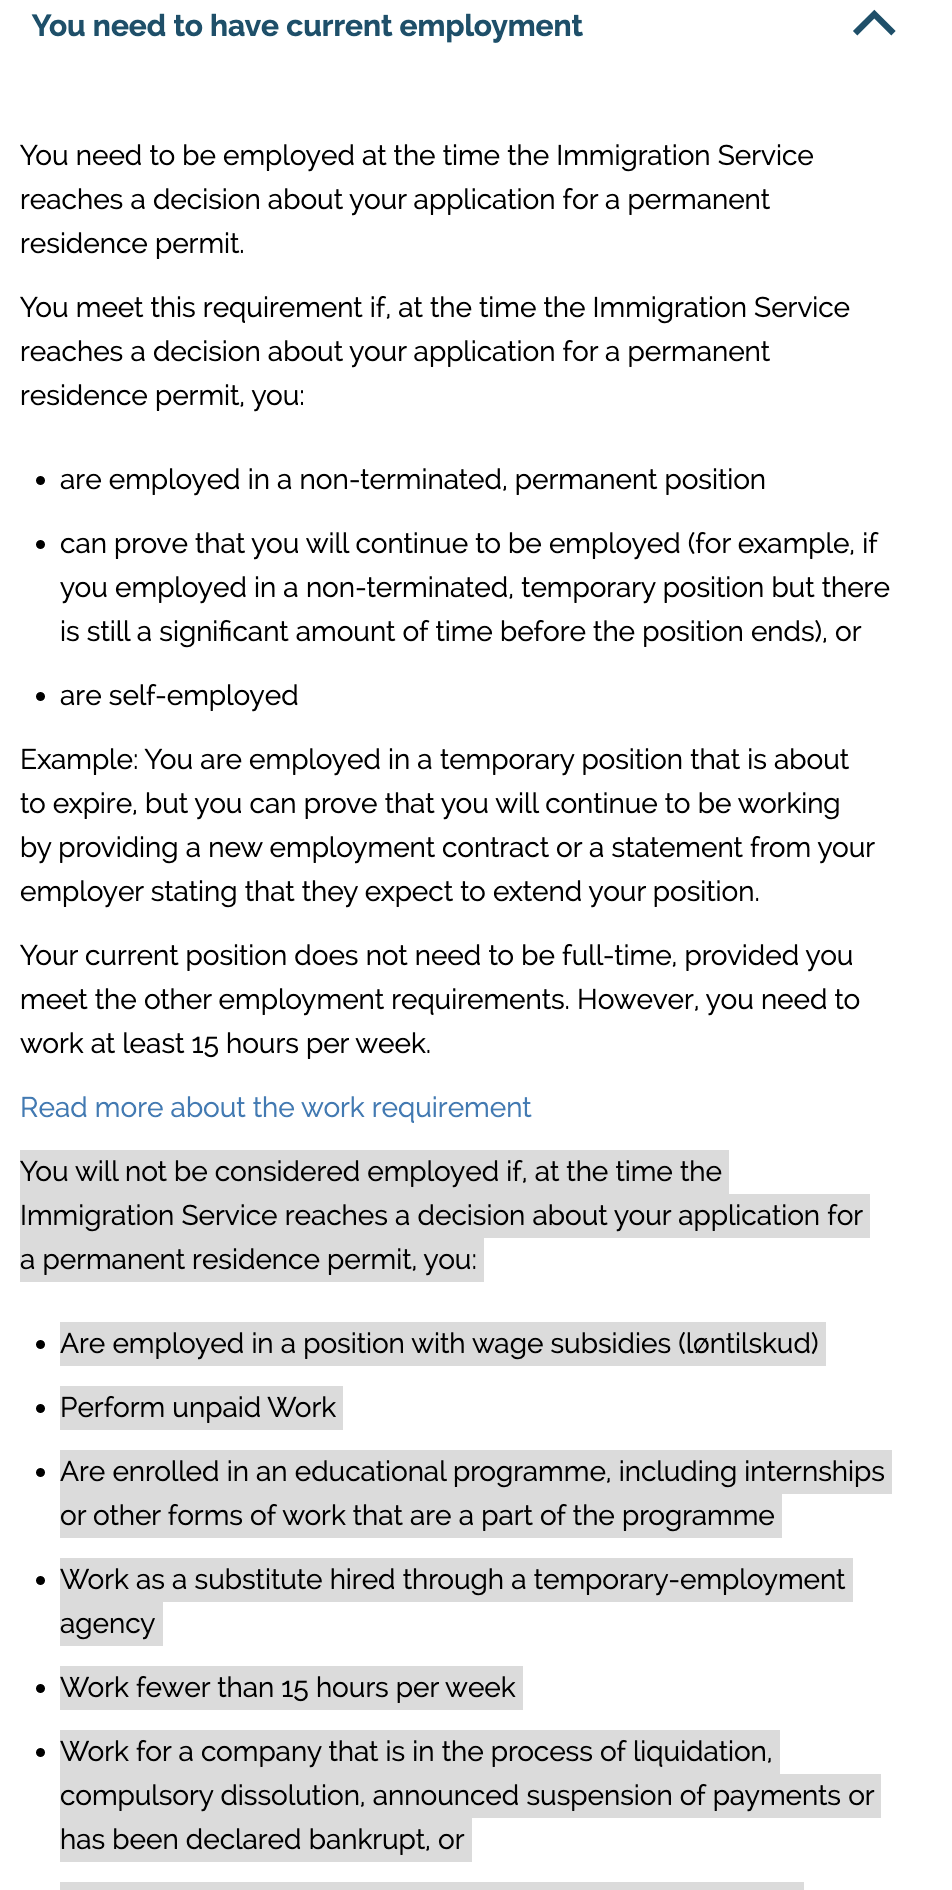 You need to have current employment
You need to be employed at the time the Immigration Service
reaches a decision about your application for a permanent
residence permit.
You meet this requirement if, at the time the Immigration Service
reaches a decision about your application for a permanent
residence permit, you:
• are employed in a non-terminated, permanent position
• can prove that you will continue to be employed (for example, if
you employed in a non-terminated, temporary position but there
is still a significant amount of time before the position ends), or
• are self-employed
Example: You are employed in a temporary position that is about
to expire, but you can prove that you will continue to be working
by providing a new employment contract or a statement from your
employer stating that they expect to extend your position.
Your current position does not need to be full-time, provided you
meet the other employment requirements. However, you need to
work at least 15 hours per week.
Read more about the work requirement
You will not be considered employed if, at the time the
Immigration Service reaches a decision about your application for
a permanent residence permit, you:
• Are employed in a position with wage subsidies (løntilskud)
• Perform unpaid Work
• Are enrolled in an educational programme, including internships
or other forms of work that are a part of the programme
• Work as a substitute hired through a temporary-employment
agency
• Work fewer than 15 hours per week
• Work for a company that is in the process of liquidation,
compulsory dissolution, announced suspension of payments or
has been declared bankrupt, or